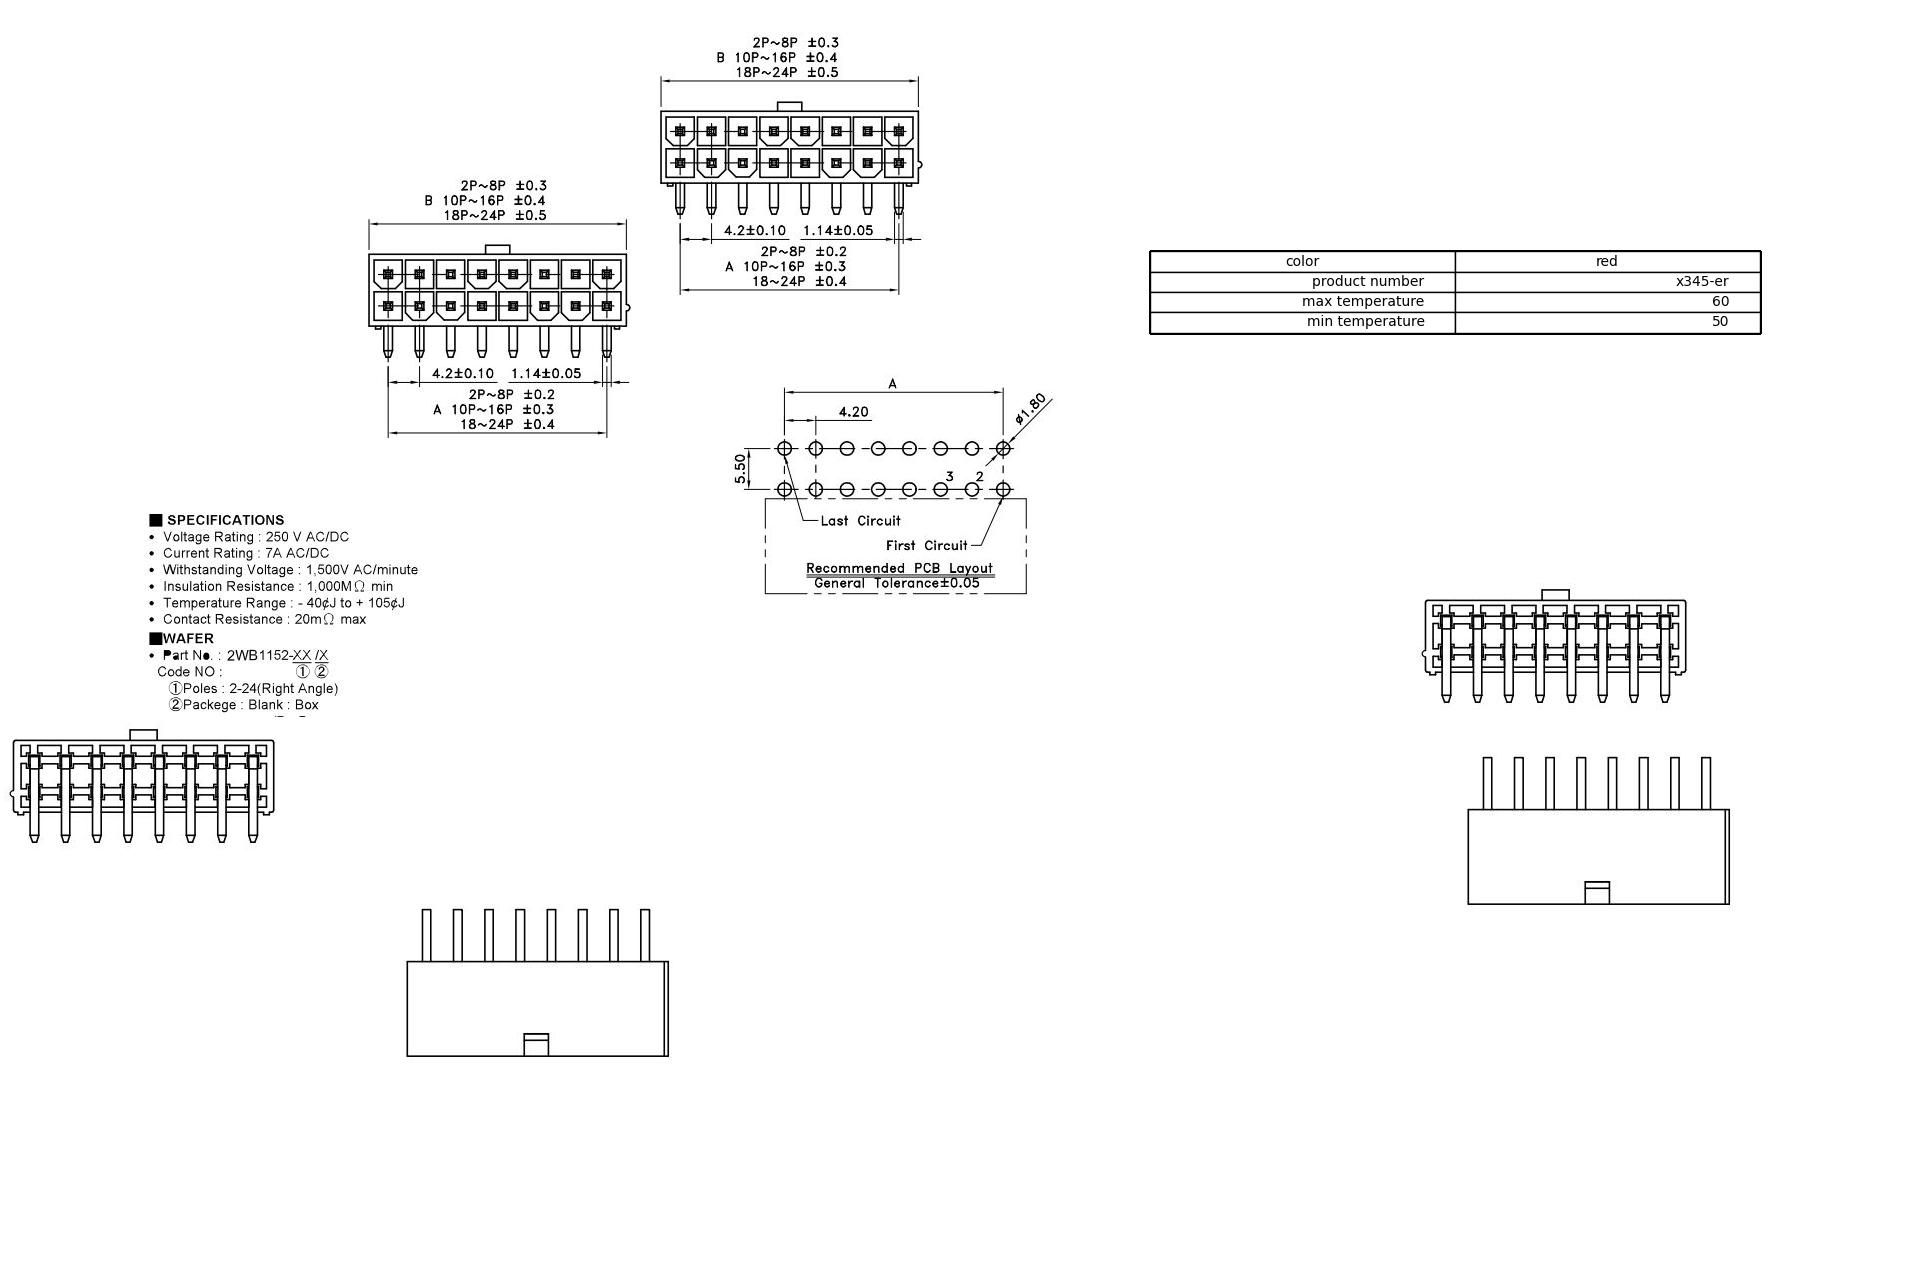 2P~8P ±0.3
B 10P~16P ±0.4
18P~24P ±0.5
4.2±0.10 1.14±0.05
2P~8P ±0.2
A 10P~16P ±0.3
18~24P ±0.4
2P~8P ±0.3
B 10P~16P ±0.4
18P~24P ±0.5
4.2±0.10 1.14±0.05
2P~8P ±0.2
A 10P~16P ±0.3
18~24P ±0.4
color red
product number x345-er
max temperature 60
min temperature 50
A
4.20
ø1.80
5.50
3 2
Last Circuit
First Circuit
Recommended PCB Layout
General Tolerance±0.05
■ SPECIFICATIONS
• Voltage Rating : 250 V AC/DC
• Current Rating : 7A AC/DC
• Withstanding Voltage : 1,500V AC/minute
• Insulation Resistance : 1,000MΩ min
• Temperature Range : - 40¢J to + 105¢J
• Contact Resistance : 20mΩ max
■WAFER
• Part No. : 2WB1152-XX /X
Code NO : ① ②
①Poles : 2-24(Right Angle)
②Packege : Blank : Box